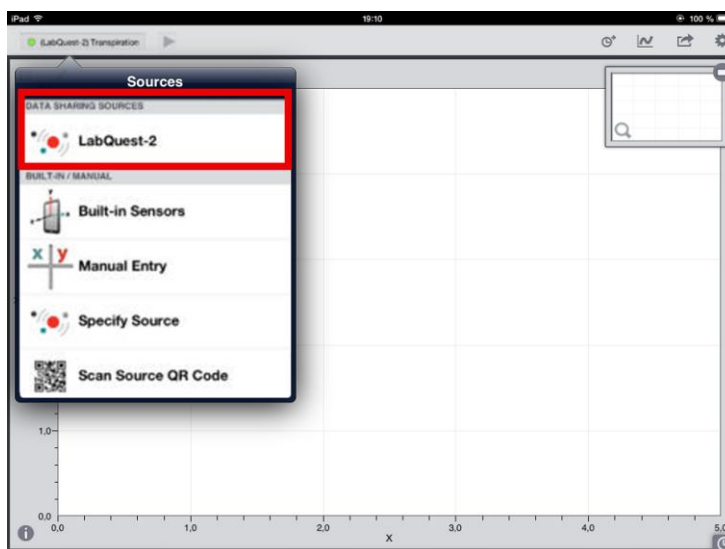 iPad 19:10 100 %
(LabQuest-2) Transpiration
Sources
DATA SHARING SOURCES
LabQuest-2
BUILT-IN / MANUAL
Built-in Sensors
x y
Manual Entry
Specify Source
Scan Source QR Code
1,0
0,0
0,0 1,0 2,0 3,0 4,0 5,0
X